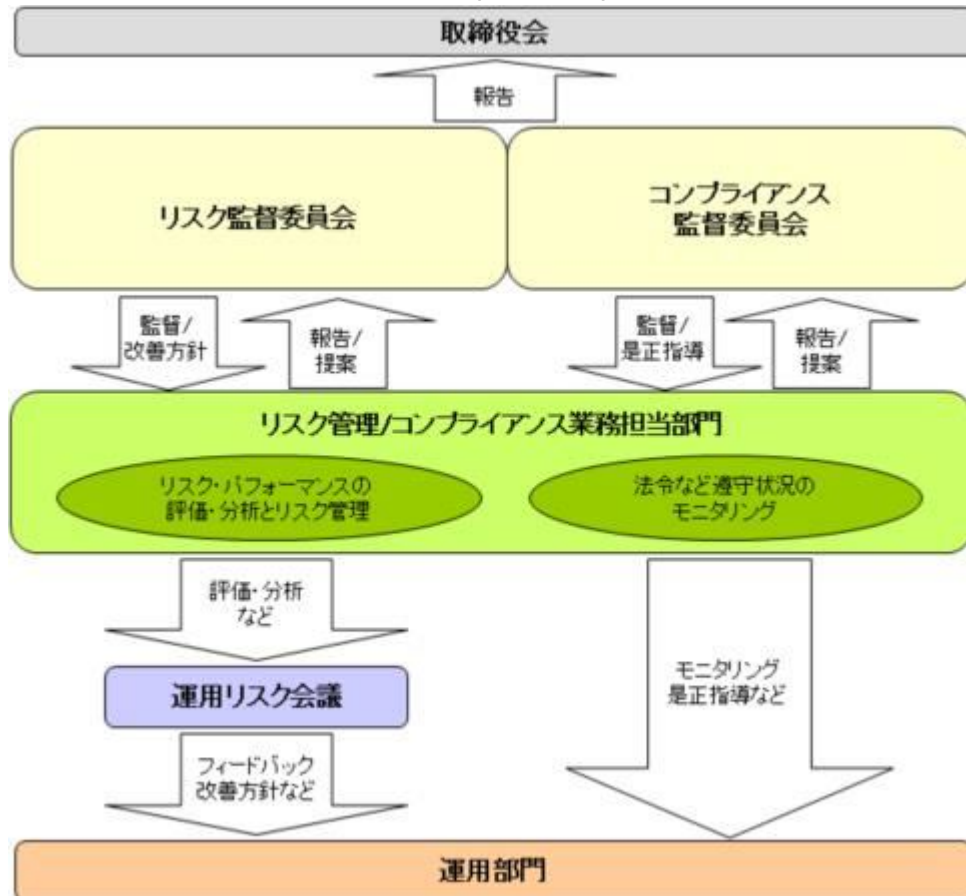 取締役会
報告
リスク監督委員会
コンプライアンス
監督委員会
監督/
改善方針
報告/
提案
監督/
是正指導
報告/
提案
リスク管理/コンプライアンス業務担当部門
リスク・パフォーマンスの
評価・分析とリスク管理
法令など遵守状況の
モニタリング
評価・分析
など
運用リスク会議
モニタリング
是正指導など
フィードバック
改善方針など
運用部門